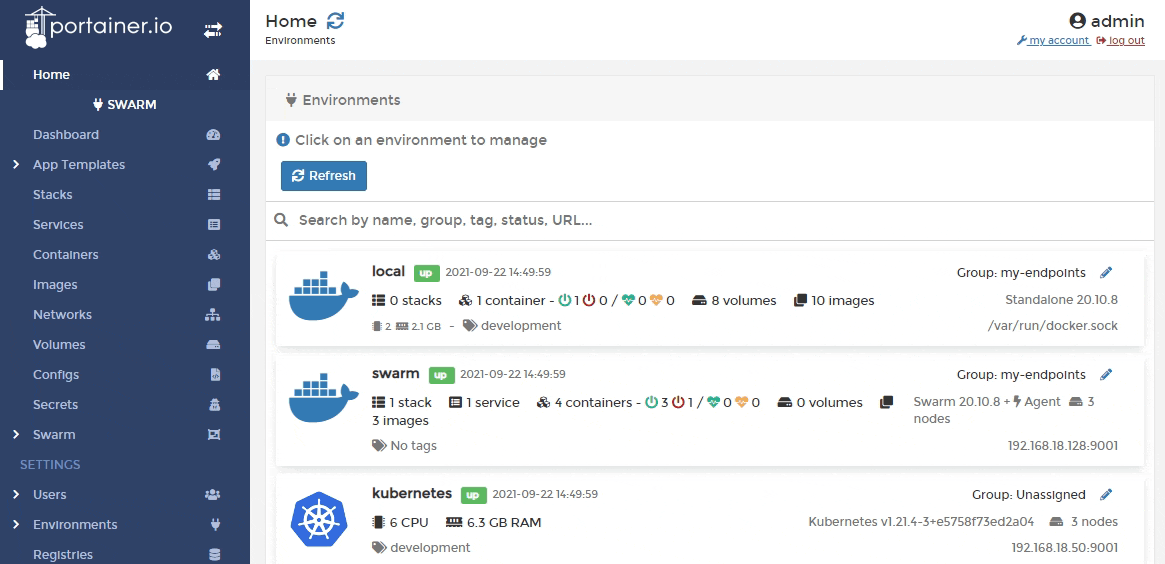 portainer.io
Home
SWARM
Dashboard
App Templates
Stacks
Services
Containers
Images
Networks
Volumes
Configs
Secrets
Swarm
SETTINGS
Users
Environments
Registries
Home
Environments
admin
my account log out
Environments
Click on an environment to manage
Refresh
Search by name, group, tag, status, URL...
local up 2021-09-22 14:49:59 Group: my-endpoints
0 stacks 1 container - 1 0 / 0 0 8 volumes 10 images Standalone 20.10.8
2 2.1 GB - development /var/run/docker.sock
swarm up 2021-09-22 14:49:59 Group: my-endpoints
1 stack 1 service 4 containers - 3 1 / 0 0 0 volumes
3 images
Swarm 20.10.8 + Agent 3
nodes
No tags 192.168.18.128:9001
kubernetes up 2021-09-22 14:49:59 Group: Unassigned
6 CPU 6.3 GB RAM Kubernetes v1.21.4-3+e5758f73ed2a04 3 nodes
development 192.168.18.50:9001